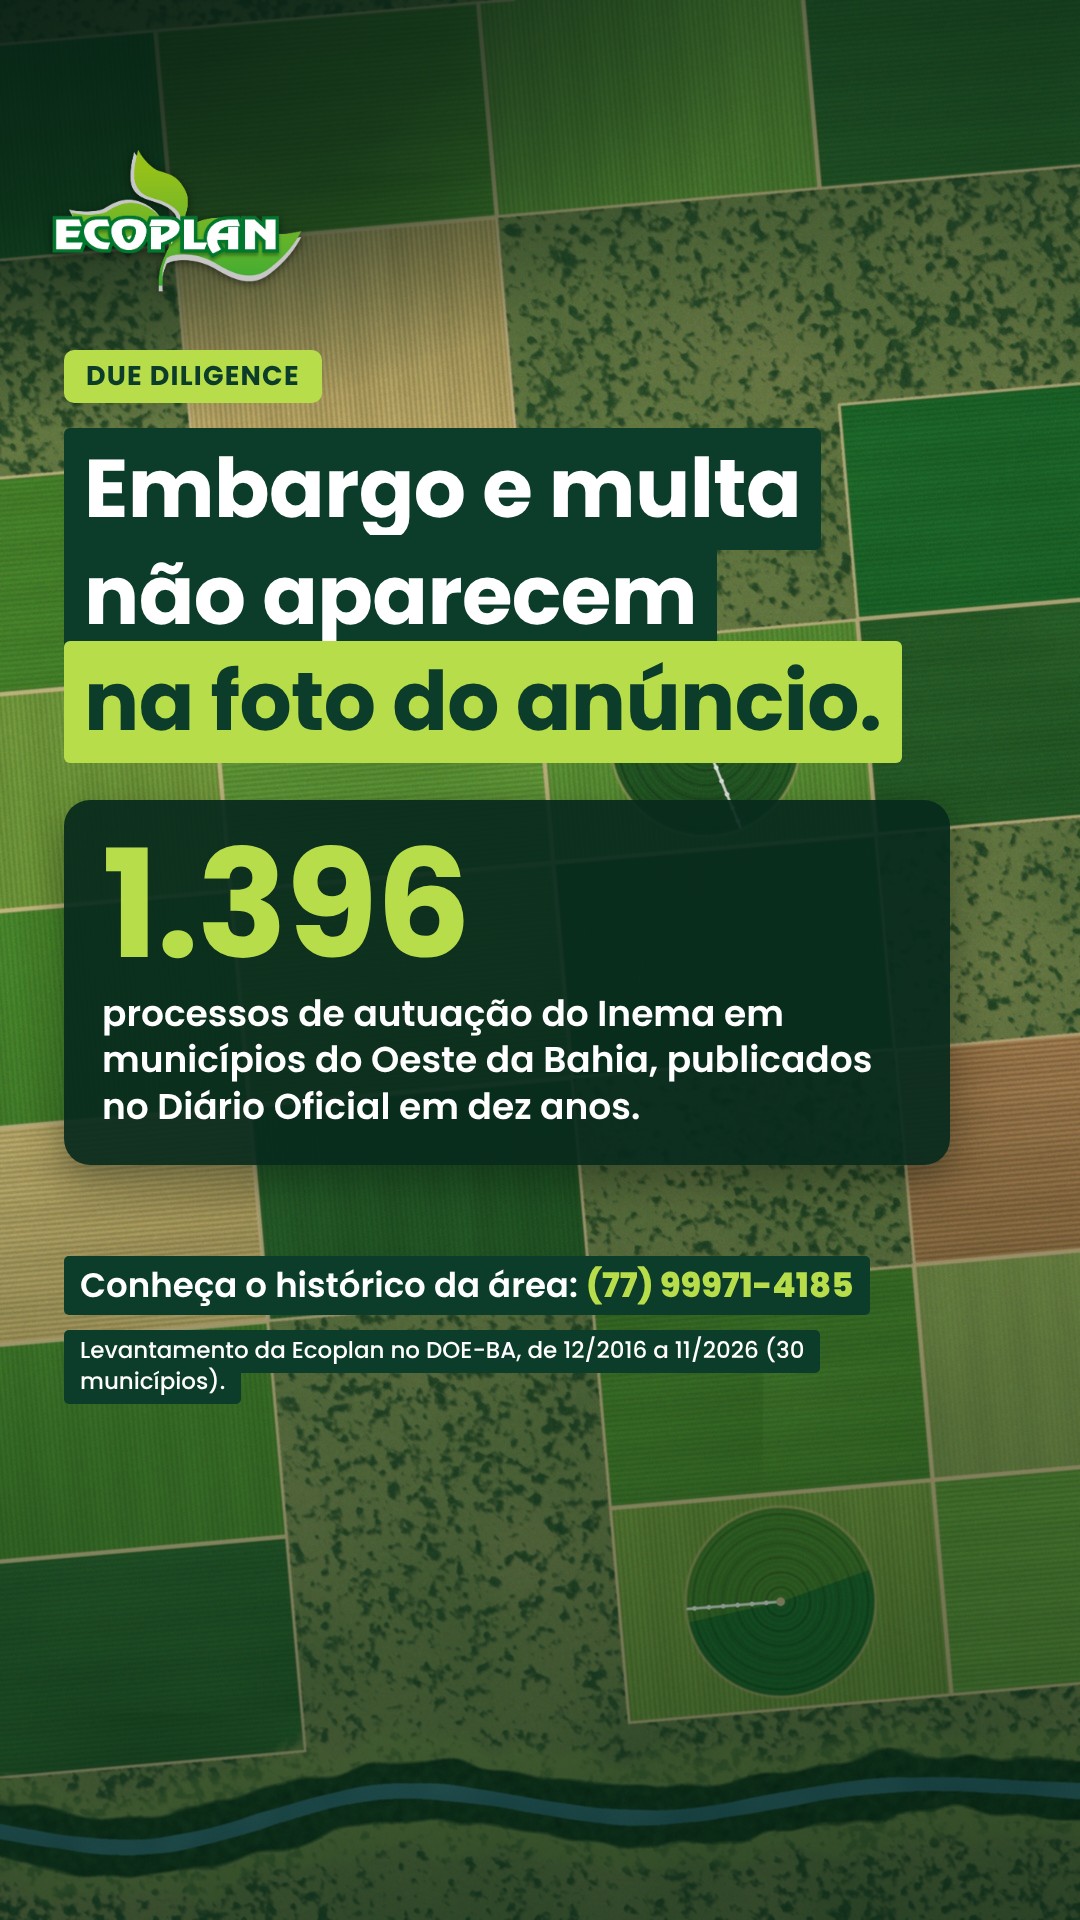 ECOPLAN
DUE DILIGENCE
Embargo e multa
não aparecem
na foto do anúncio.
1.396
processos de autuação do Inema em
municípios do Oeste da Bahia, publicados
no Diário Oficial em dez anos.
Conheça o histórico da área: (77) 99971-4185
Levantamento da Ecoplan no DOE-BA, de 12/2016 a 11/2026 (30
municípios).